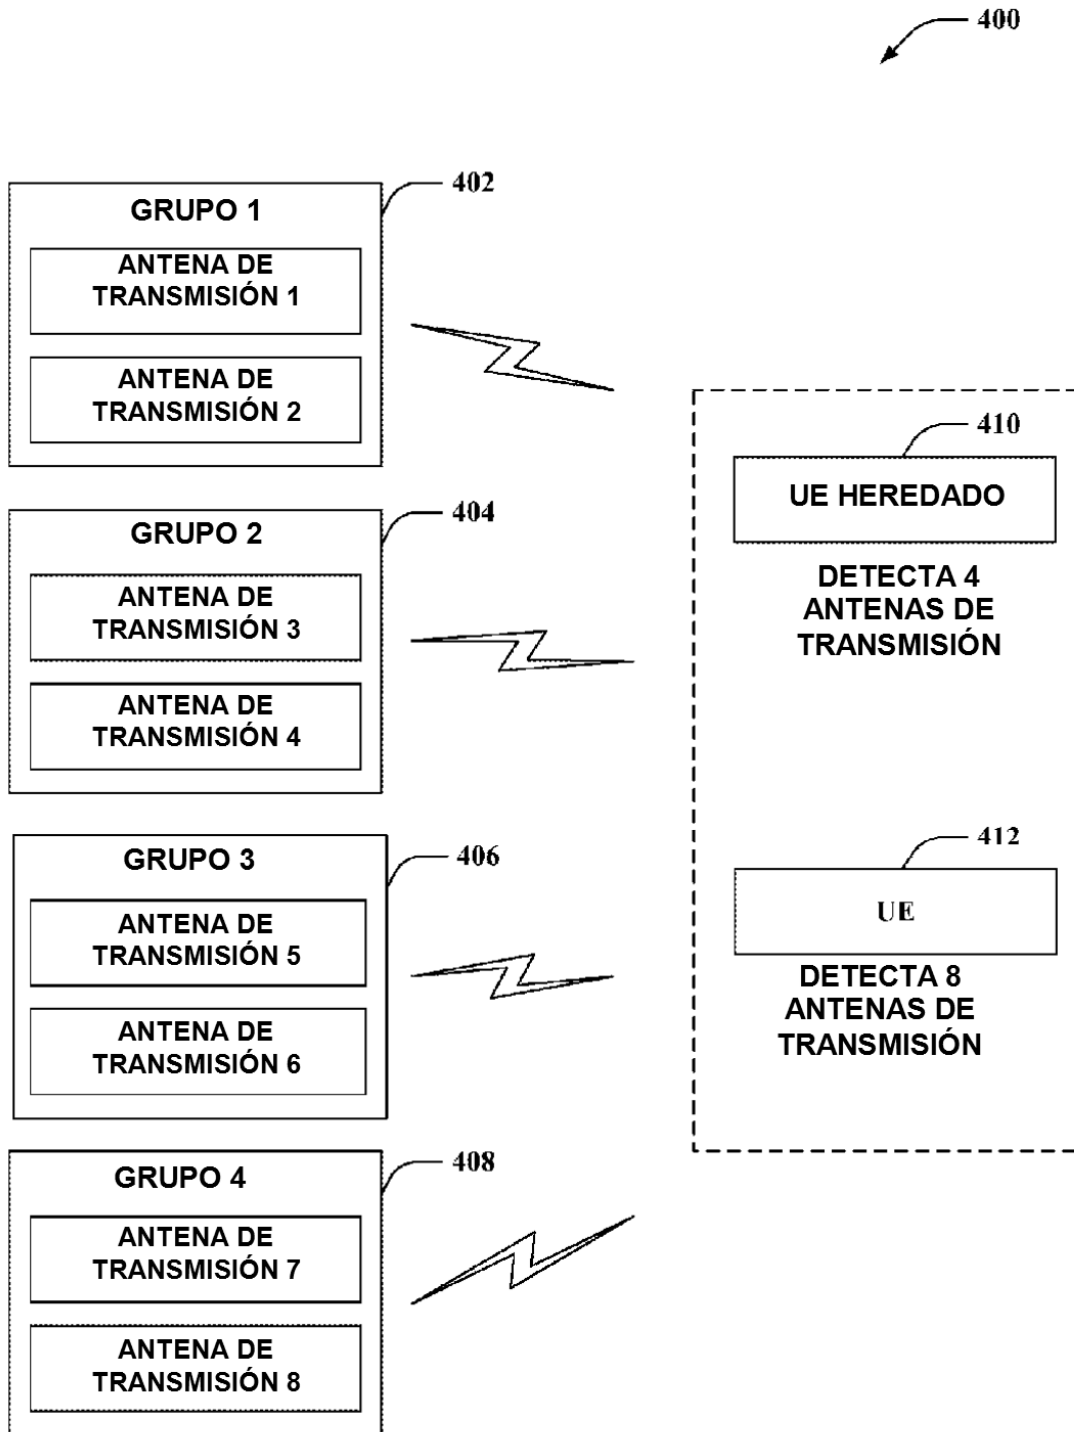 400
402
GRUPO 1
ANTENA DE
TRANSMISIÓN 1
ANTENA DE
TRANSMISIÓN 2
404
GRUPO 2
ANTENA DE
TRANSMISIÓN 3
ANTENA DE
TRANSMISIÓN 4
406
GRUPO 3
ANTENA DE
TRANSMISIÓN 5
ANTENA DE
TRANSMISIÓN 6
408
GRUPO 4
ANTENA DE
TRANSMISIÓN 7
ANTENA DE
TRANSMISIÓN 8
410
UE HEREDADO
DETECTA 4
ANTENAS DE
TRANSMISIÓN
412
UE
DETECTA 8
ANTENAS DE
TRANSMISIÓN